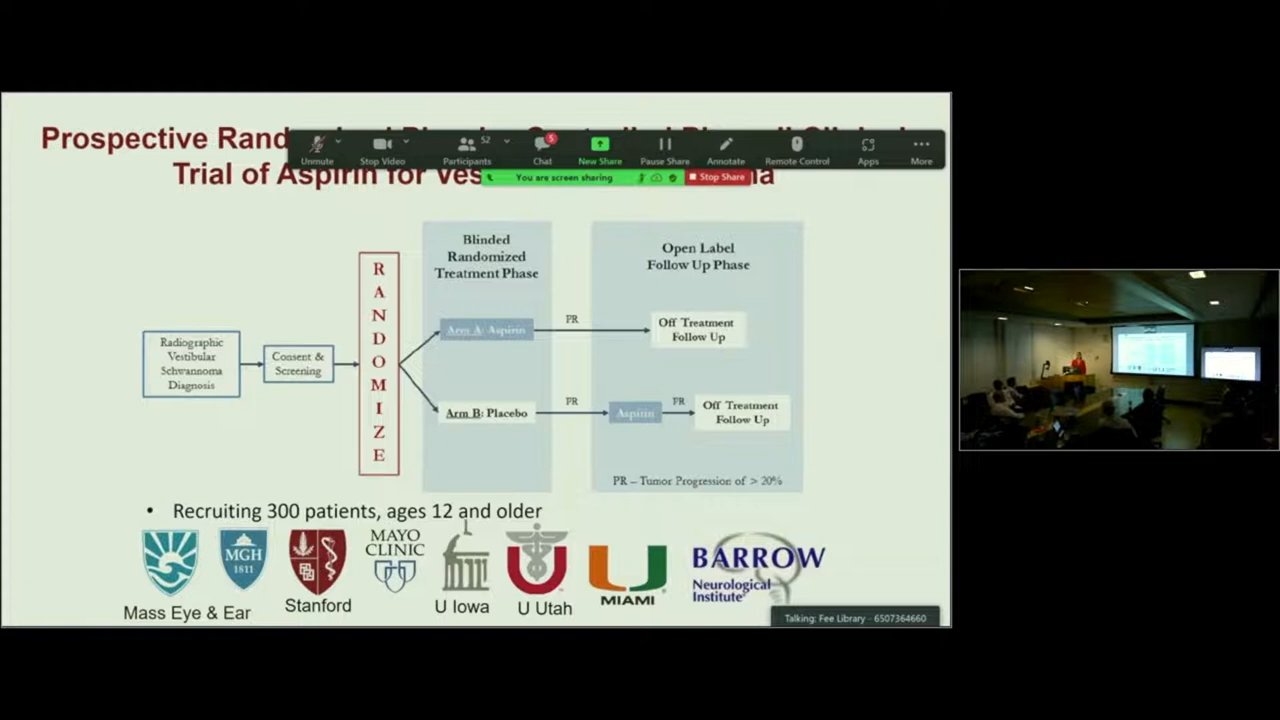 Prospective Rand
Trial of Aspirin for Ves
Unmute
Stop Video
Participants
52
Chat
5
New Share
Pause Share
Annotate
Remote Control
Apps
More
You are screen sharing
Stop Share
Radiographic
Vestibular
Schwannoma
Diagnosis
Consent &
Screening
RANDOMIZE
Blinded
Randomized
Treatment Phase
Arm A: Aspirin
Arm B: Placebo
PR
PR
Open Label
Follow Up Phase
Off Treatment
Follow Up
Aspirin
PR
Off Treatment
Follow Up
PR – Tumor Progression of > 20%
• Recruiting 300 patients, ages 12 and older
Mass Eye & Ear
MGH
1811
Stanford
MAYO
CLINIC
U Iowa
U Utah
MIAMI
BARROW
Neurological
Institute
Talking: Fee Library - 6507364660